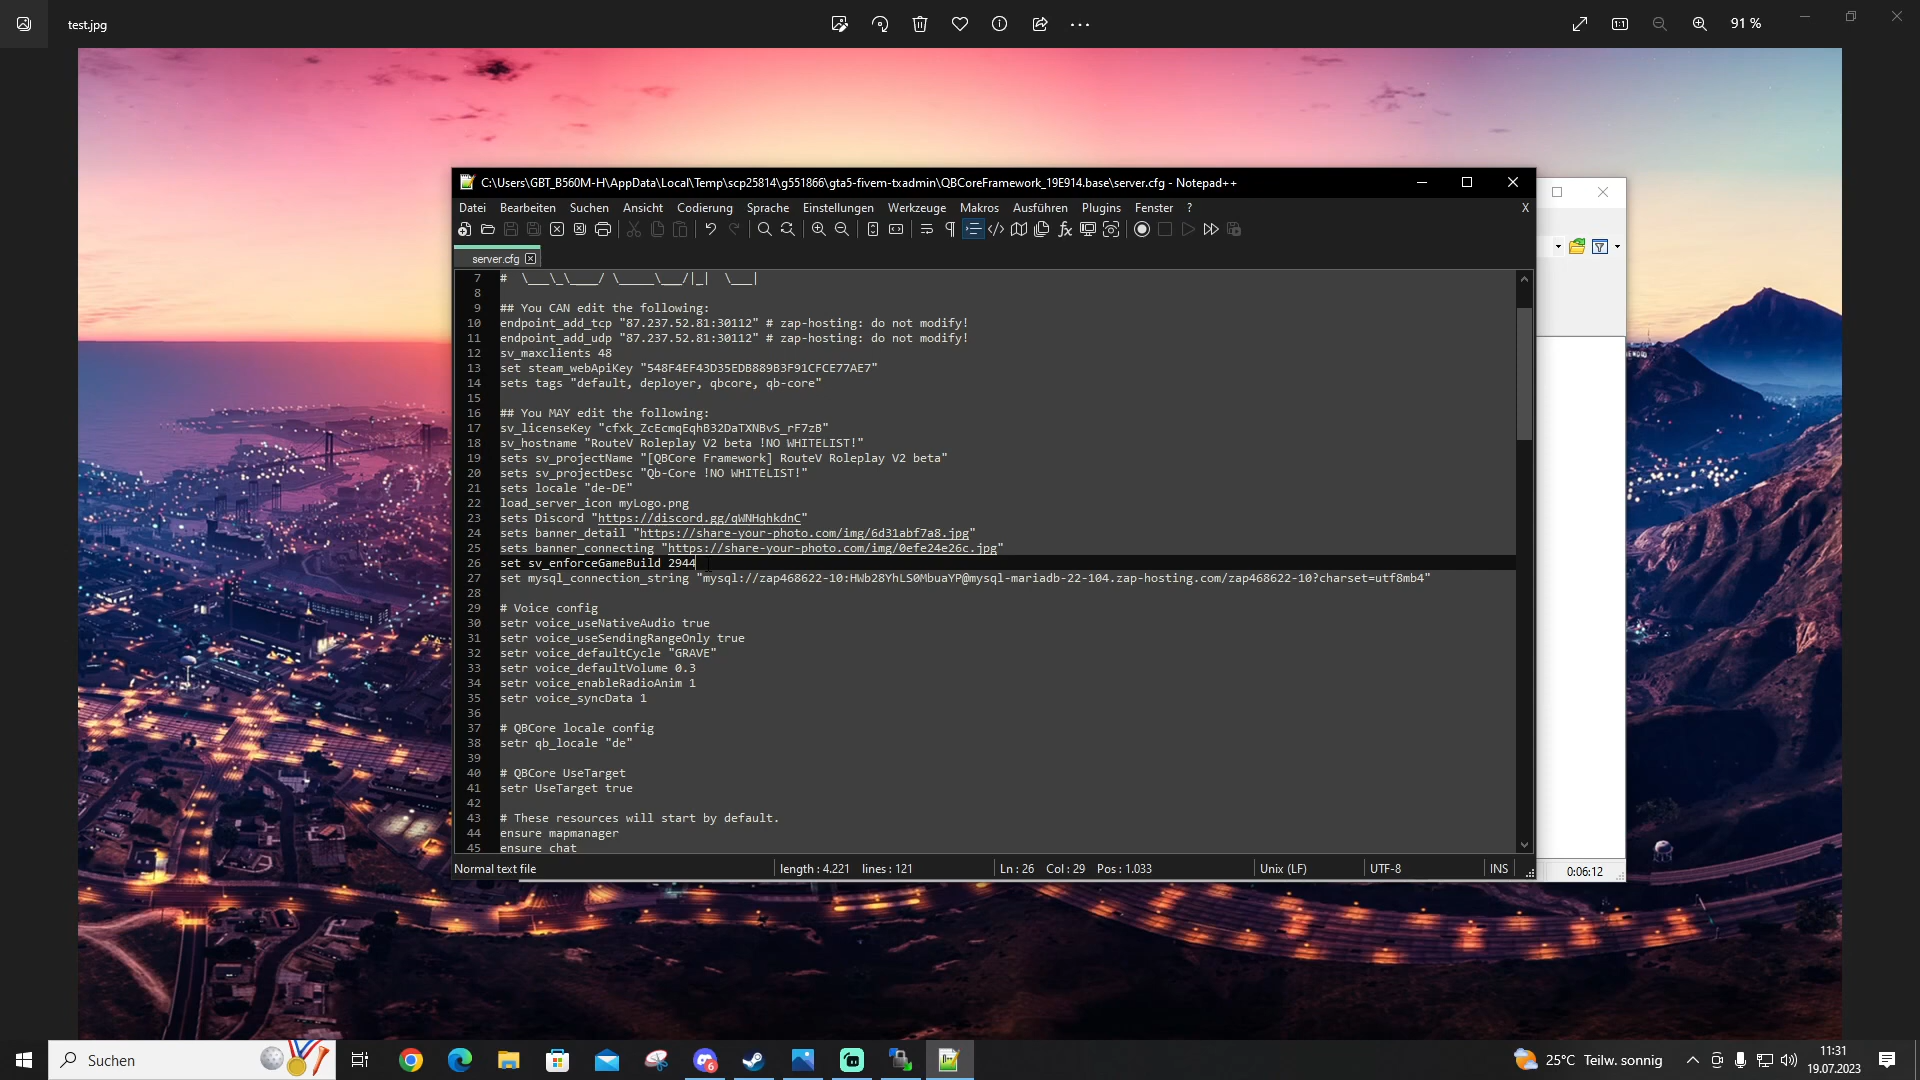 test.jpg
91 %
C:\Users\GBT_B560M-H\AppData\Local\Temp\scp25814\g551866\gta5-fivem-txadmin\QBCoreFramework_19E914.base\server.cfg - Notepad++
Datei Bearbeiten Suchen Ansicht Codierung Sprache Einstellungen Werkzeuge Makros Ausführen Plugins Fenster ? X
server.cfg
7 # \___\_\____/ \_____\___/|_| \___|
8
9 ## You CAN edit the following:
10 endpoint_add_tcp "87.237.52.81:30112" # zap-hosting: do not modify!
11 endpoint_add_udp "87.237.52.81:30112" # zap-hosting: do not modify!
12 sv_maxclients 48
13 set steam_webApiKey "548F4EF43D35EDB889B3F91CFCE77AE7"
14 sets tags "default, deployer, qbcore, qb-core"
15
16 ## You MAY edit the following:
17 sv_licenseKey "cfxk_ZcEcmqEqhB32DaTXNBvS_rF7zB"
18 sv_hostname "RouteV Roleplay V2 beta !NO WHITELIST!"
19 sets sv_projectName "[QBCore Framework] RouteV Roleplay V2 beta"
20 sets sv_projectDesc "Qb-Core !NO WHITELIST!"
21 sets locale "de-DE"
22 load_server_icon myLogo.png
23 sets Discord "https://discord.gg/qWNHqhkdnC"
24 sets banner_detail "https://share-your-photo.com/img/6d31abf7a8.jpg"
25 sets banner_connecting "https://share-your-photo.com/img/0efe24e26c.jpg"
26 set sv_enforceGameBuild 2944
27 set mysql_connection_string "mysql://zap468622-10:HWb28YhLS0MbuaYP@mysql-mariadb-22-104.zap-hosting.com/zap468622-10?charset=utf8mb4"
28
29 # Voice config
30 setr voice_useNativeAudio true
31 setr voice_useSendingRangeOnly true
32 setr voice_defaultCycle "GRAVE"
33 setr voice_defaultVolume 0.3
34 setr voice_enableRadioAnim 1
35 setr voice_syncData 1
36
37 # QBCore locale config
38 setr qb_locale "de"
39
40 # QBCore UseTarget
41 setr UseTarget true
42
43 # These resources will start by default.
44 ensure mapmanager
45 ensure chat
Normal text file length : 4.221 lines : 121 Ln : 26 Col : 29 Pos : 1.033 Unix (LF) UTF-8 INS
0:06:12
Suchen
6
25°C Teilw. sonnig
11:31
19.07.2023